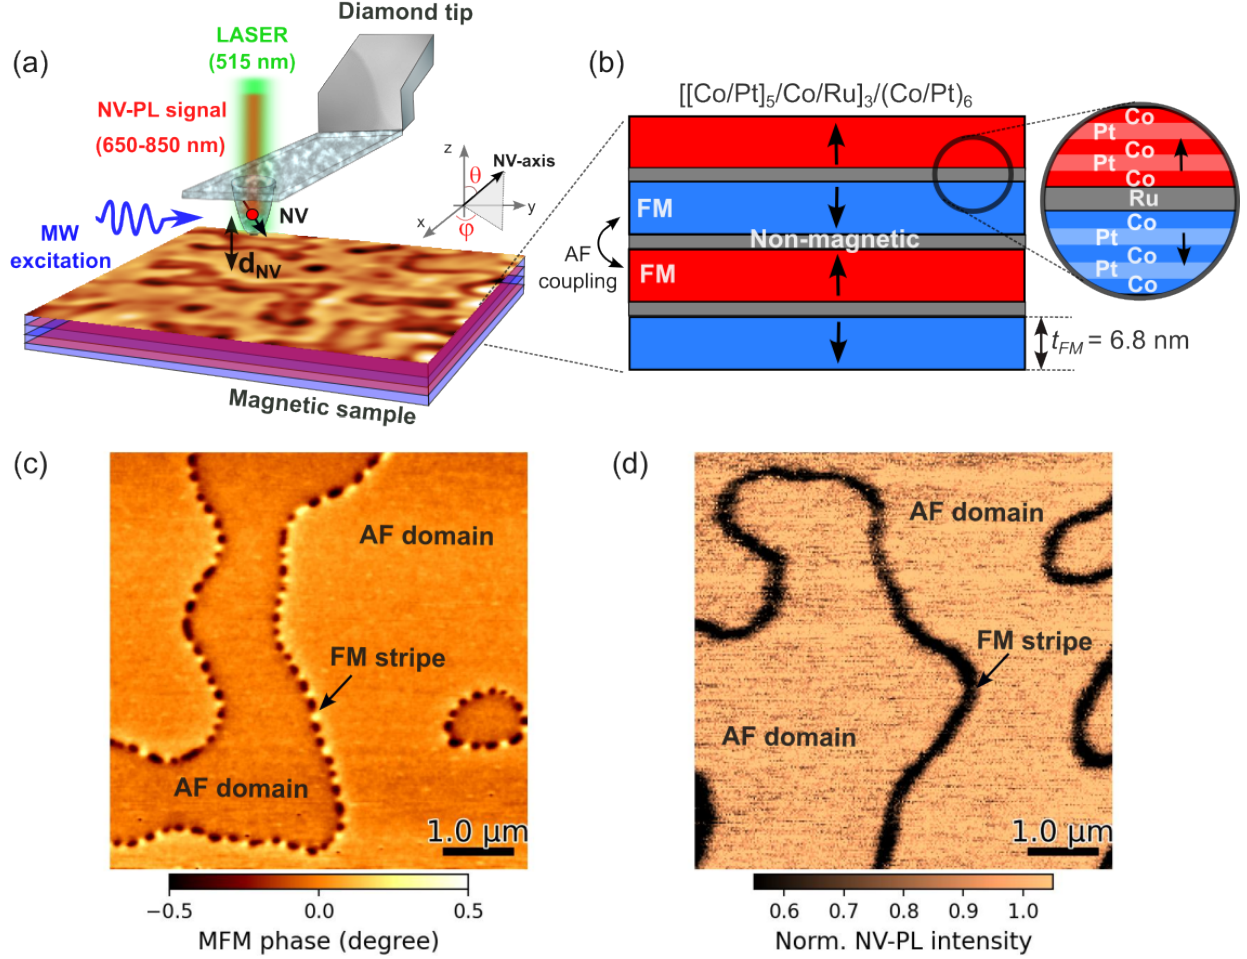 (a)
Diamond tip
LASER
(515 nm)
NV-PL signal
(650-850 nm)
z
NV-axis
θ
y
x
φ
NV
MW
excitation
dNV
Magnetic sample
(b)
[[Co/Pt]5/Co/Ru]3/(Co/Pt)6
FM
Non-magnetic
FM
AF
coupling
Co
Pt
Co
Pt
Co
Ru
Co
Pt
Co
Pt
Co
tFM = 6.8 nm
(c)
AF domain
FM stripe
AF domain
1.0 μm
−0.5
0.0
0.5
MFM phase (degree)
(d)
AF domain
FM stripe
AF domain
1.0 μm
0.6
0.7
0.8
0.9
1.0
Norm. NV-PL intensity